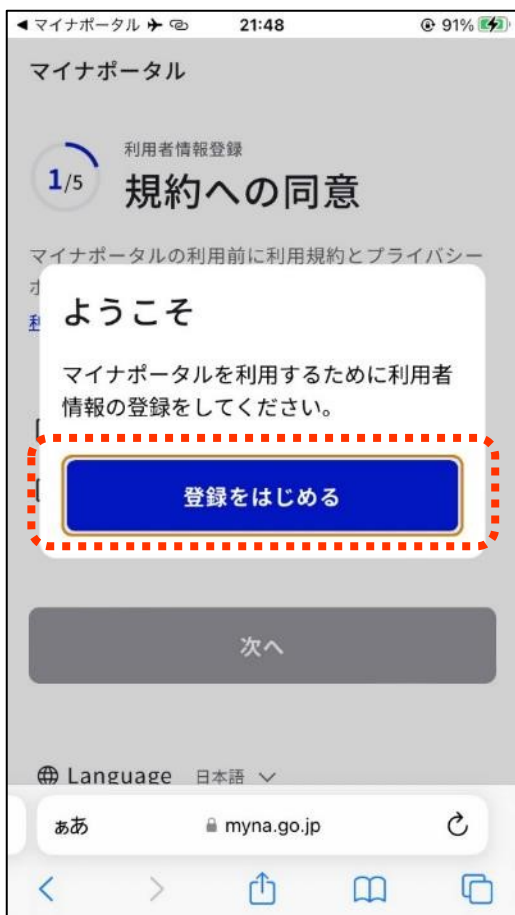 マイナポータル 21:48 91%
マイナポータル
利用者情報登録
1/5
規約への同意
マイナポータルの利用前に利用規約とプライバシー
ようこそ
マイナポータルを利用するために利用者
情報の登録をしてください。
登録をはじめる
次へ
Language 日本語
ぁあ myna.go.jp